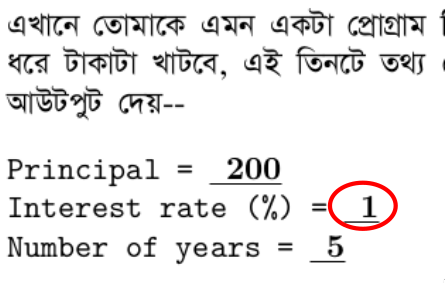 এখানে তোমাকে এমন একটা প্রোগ্রাম
ধরে টাকাটা খাটবে, এই তিনটে তথ্য
আউটপুট দেয়--
Principal = 200
Interest rate (%) = 1
Number of years = 5